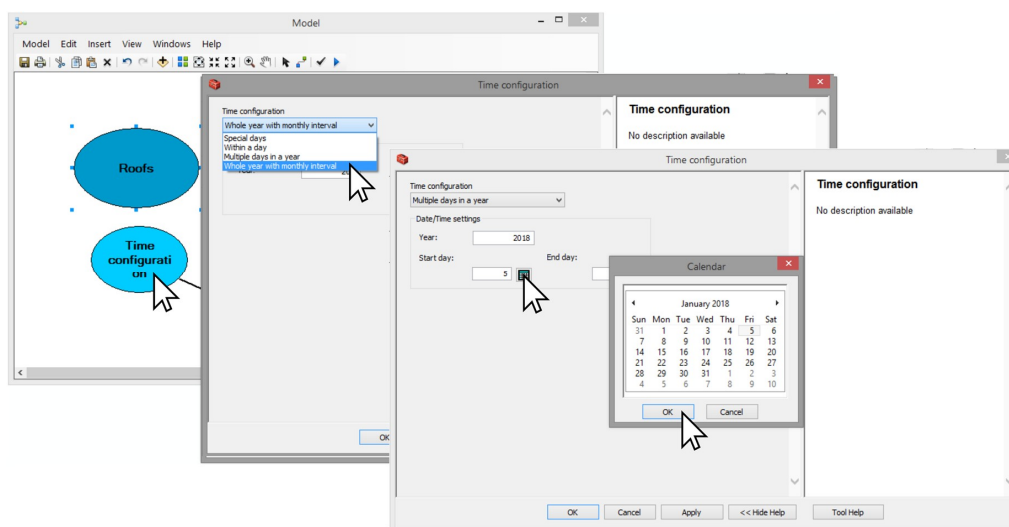 Model
Model Edit Insert View Windows Help
Roofs
Time
configurati
on
Time configuration
Time configuration
Whole year with monthly interval
Special days
Within a day
Multiple days in a year
Whole year with monthly interval
Time configuration
No description available
OK
Time configuration
Time configuration
Multiple days in a year
Date/Time settings
Year: 2018
Start day: End day:
5
Time configuration
No description available
Calendar
January 2018
Sun Mon Tue Wed Thu Fri Sat
31 1 2 3 4 5 6
7 8 9 10 11 12 13
14 15 16 17 18 19 20
21 22 23 24 25 26 27
28 29 30 31 1 2 3
4 5 6 7 8 9 10
OK Cancel
OK Cancel Apply << Hide Help Tool Help